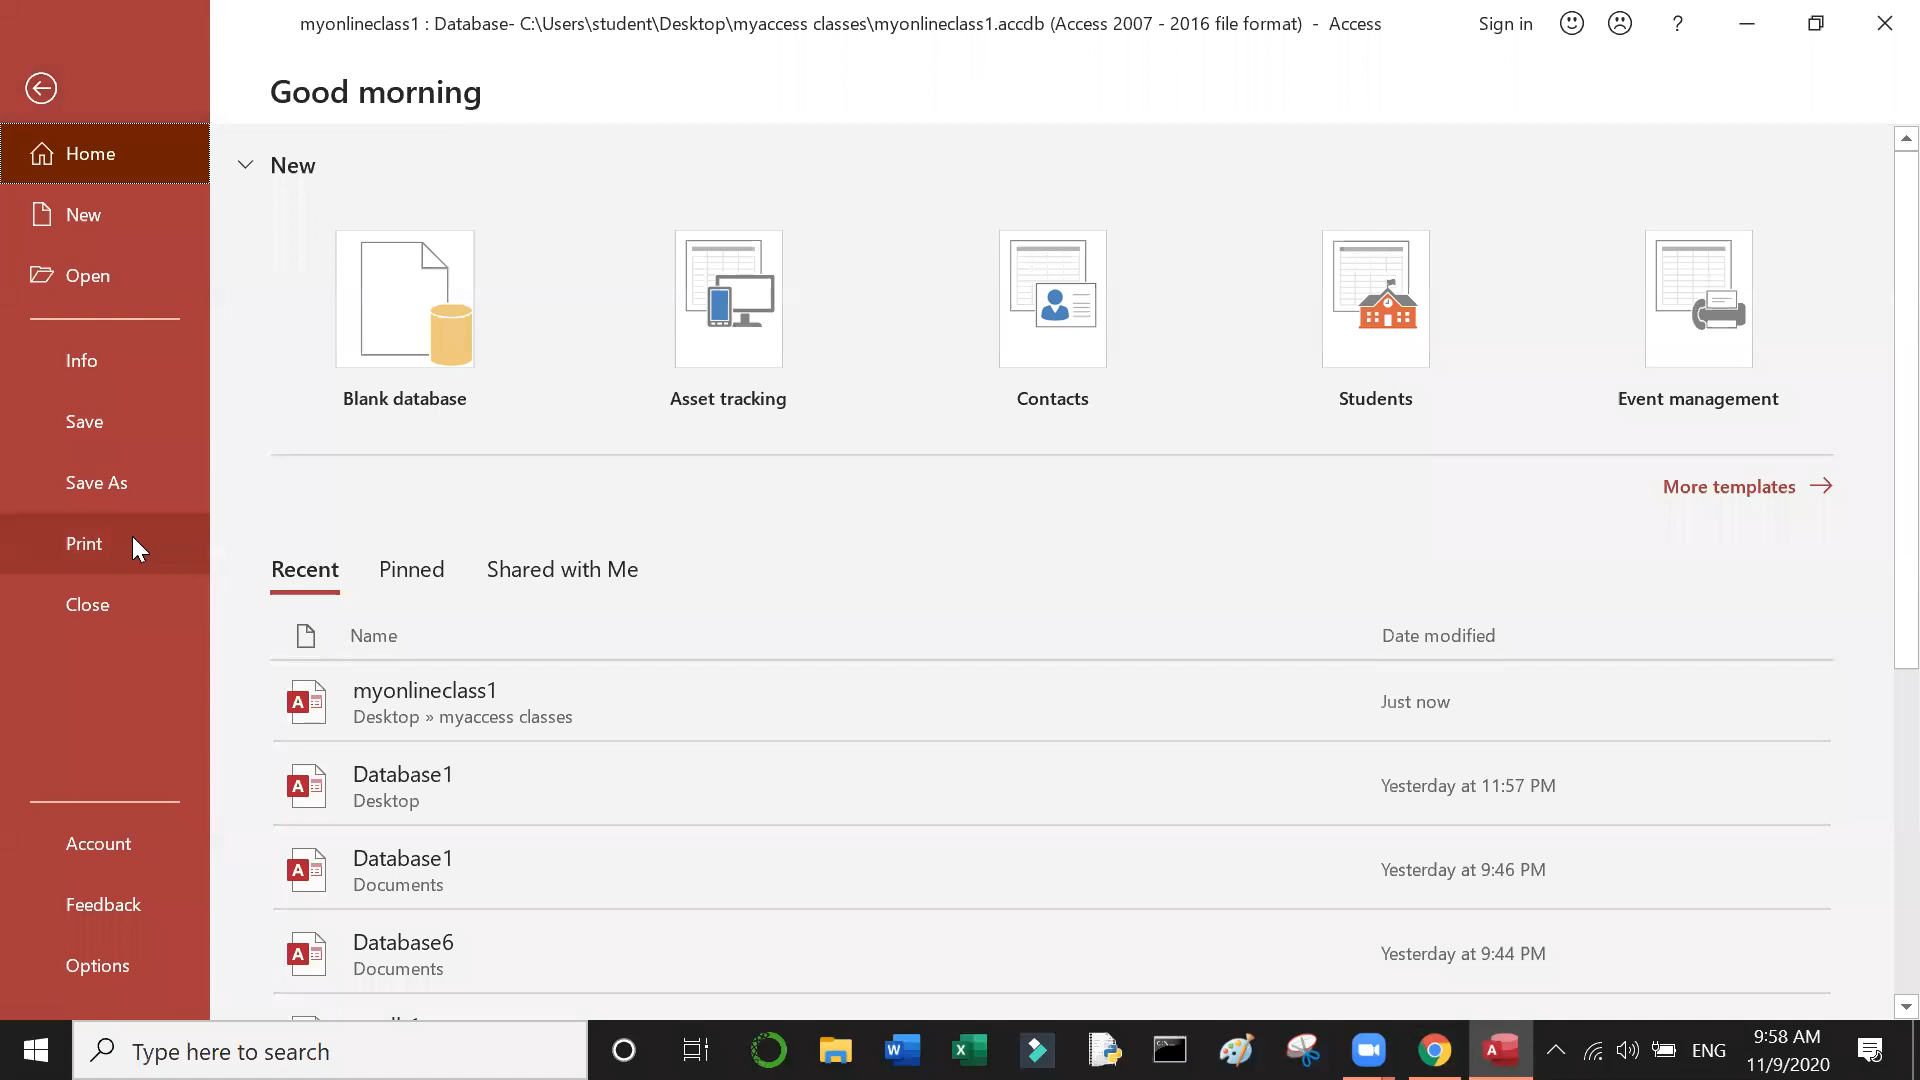 myonlineclass1 : Database- C:\Users\student\Desktop\myaccess classes\myonlineclass1.accdb (Access 2007 - 2016 file format) - Access
Sign in
?
Good morning
Home
New
Open
Info
Save
Save As
Print
Close
Account
Feedback
Options
New
Blank database
Asset tracking
Contacts
Students
Event management
More templates
Recent Pinned Shared with Me
Name Date modified
myonlineclass1
Desktop » myaccess classes
Just now
Database1
Desktop
Yesterday at 11:57 PM
Database1
Documents
Yesterday at 9:46 PM
Database6
Documents
Yesterday at 9:44 PM
Type here to search
ENG
9:58 AM
11/9/2020